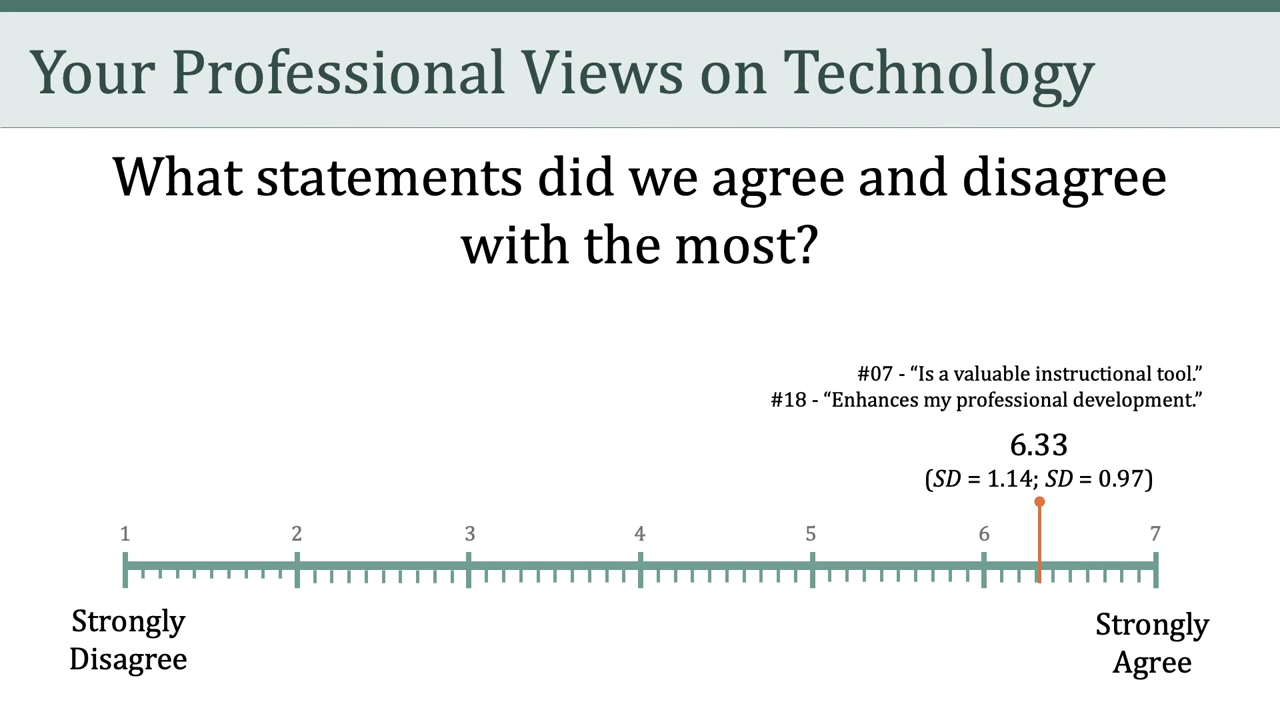 Your Professional Views on Technology
What statements did we agree and disagree
with the most?
#07 - “Is a valuable instructional tool.”
#18 - “Enhances my professional development.”
6.33
(SD = 1.14; SD = 0.97)
1 2 3 4 5 6 7
Strongly
Disagree
Strongly
Agree